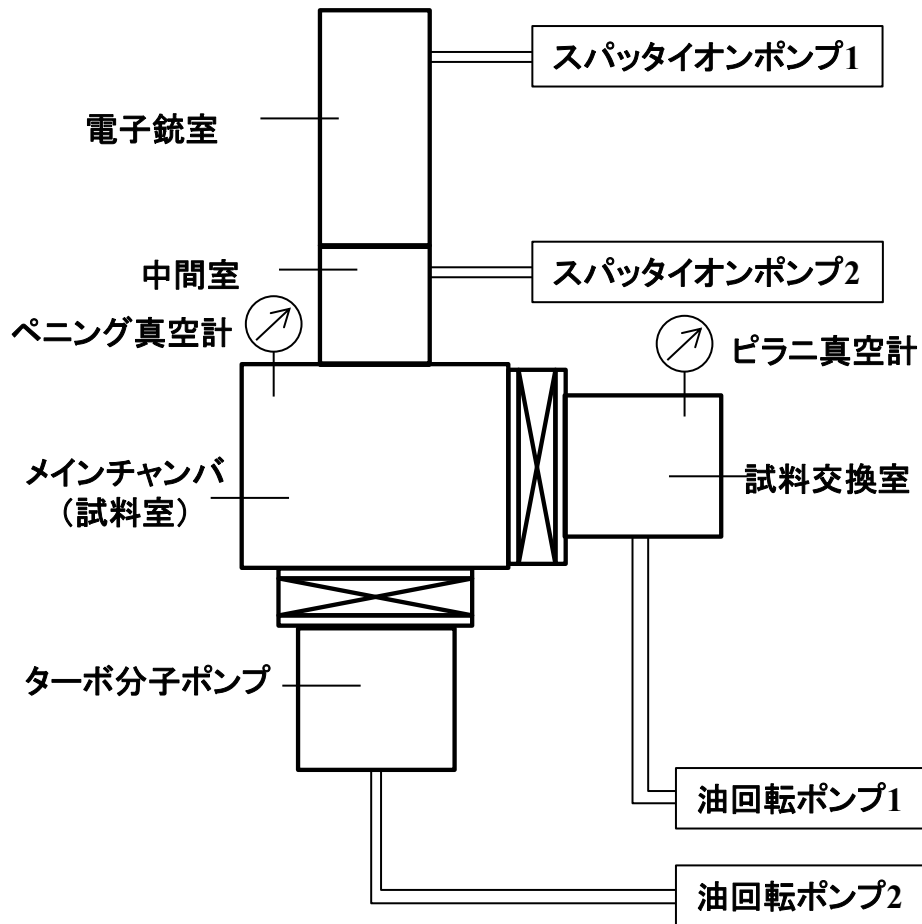 スパッタイオンポンプ1
電子銃室
中間室
スパッタイオンポンプ2
ペニング真空計
ピラニ真空計
メインチャンバ
（試料室）
試料交換室
ターボ分子ポンプ
油回転ポンプ1
油回転ポンプ2